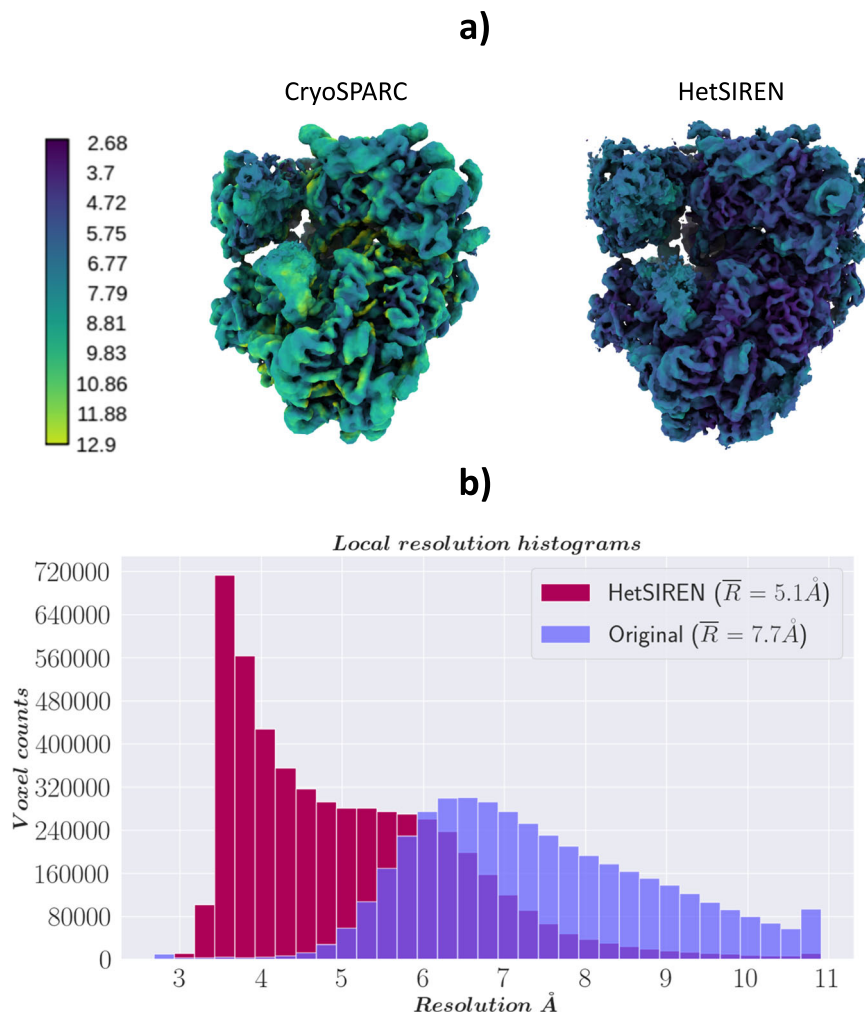 a)
CryoSPARC
HetSIREN
2.68
3.7
4.72
5.75
6.77
7.79
8.81
9.83
10.86
11.88
12.9
b)
Local resolution histograms
HetSIREN (R̅ = 5.1Å)
Original (R̅ = 7.7Å)
720000
640000
560000
480000
400000
320000
240000
160000
80000
0
Voxel counts
3 4 5 6 7 8 9 10 11
Resolution Å